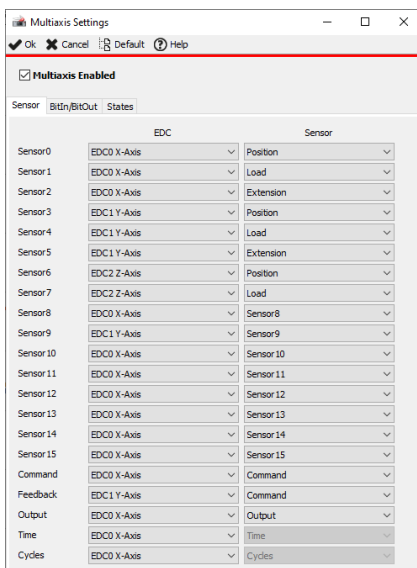 Multiaxis Settings
Ok Cancel Default Help
Multiaxis Enabled
Sensor BitIn/BitOut States
EDC Sensor
Sensor0 EDC0 X-Axis Position
Sensor1 EDC0 X-Axis Load
Sensor2 EDC0 X-Axis Extension
Sensor3 EDC1 Y-Axis Position
Sensor4 EDC1 Y-Axis Load
Sensor5 EDC1 Y-Axis Extension
Sensor6 EDC2 Z-Axis Position
Sensor7 EDC2 Z-Axis Load
Sensor8 EDC0 X-Axis Sensor8
Sensor9 EDC1 Y-Axis Sensor9
Sensor10 EDC0 X-Axis Sensor10
Sensor11 EDC0 X-Axis Sensor11
Sensor12 EDC0 X-Axis Sensor12
Sensor13 EDC0 X-Axis Sensor13
Sensor14 EDC0 X-Axis Sensor14
Sensor15 EDC0 X-Axis Sensor15
Command EDC0 X-Axis Command
Feedback EDC1 Y-Axis Command
Output EDC0 X-Axis Output
Time EDC0 X-Axis Time
Cycles EDC0 X-Axis Cycles